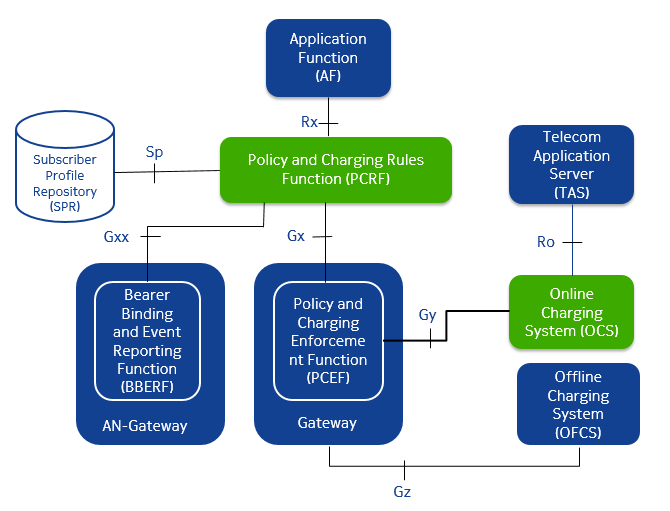 Application
Function
(AF)
Rx
Subscriber
Profile
Repository
(SPR)
Sp
Policy and Charging Rules
Function (PCRF)
Telecom
Application
Server
(TAS)
Gxx
Gx
Ro
Bearer
Binding
and Event
Reporting
Function
(BBERF)
AN-Gateway
Policy and
Charging
Enforceme
nt Function
(PCEF)
Gateway
Gy
Online
Charging
System (OCS)
Offline
Charging
System
(OFCS)
Gz